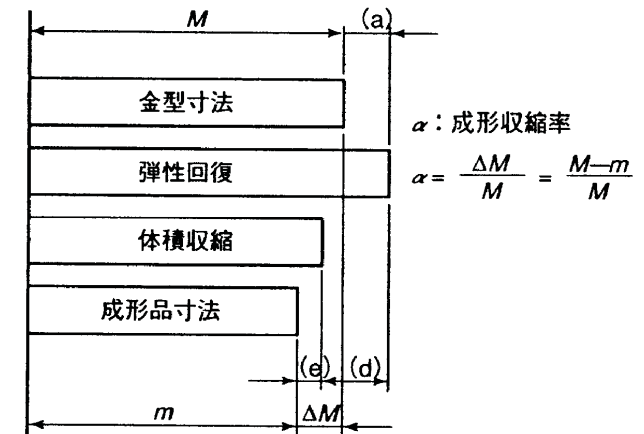 M
(a)
金型寸法
弾性回復
体積収縮
成形品寸法
(e)
(d)
m
ΔM
α：成形収縮率
α = ΔM/M = M—m/M